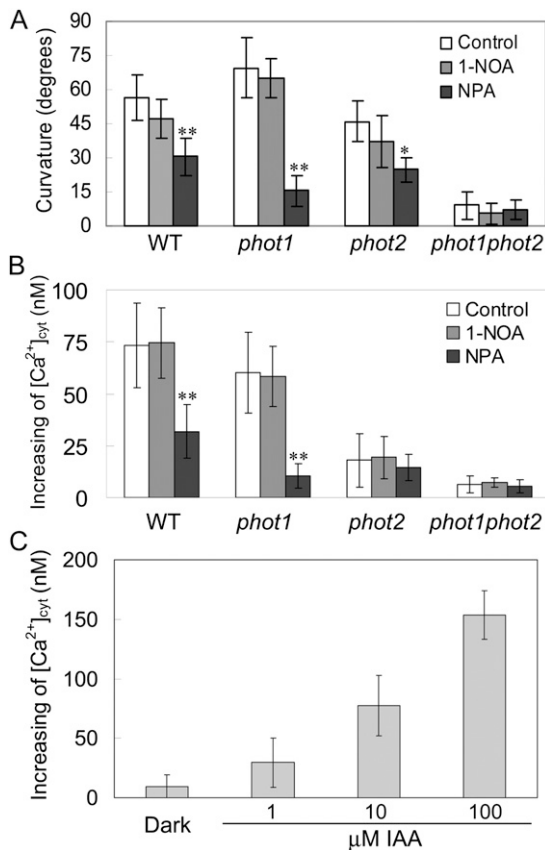 A
Curvature (degrees)
90
75
60
45
30
15
0
Control
1-NOA
NPA
**
**
*
WT
phot1
phot2
phot1phot2
B
Increasing of [Ca²⁺]cyt (nM)
100
75
50
25
0
Control
1-NOA
NPA
**
**
WT
phot1
phot2
phot1phot2
C
Increasing of [Ca²⁺]cyt (nM)
200
150
100
50
0
Dark
1
10
100
μM IAA